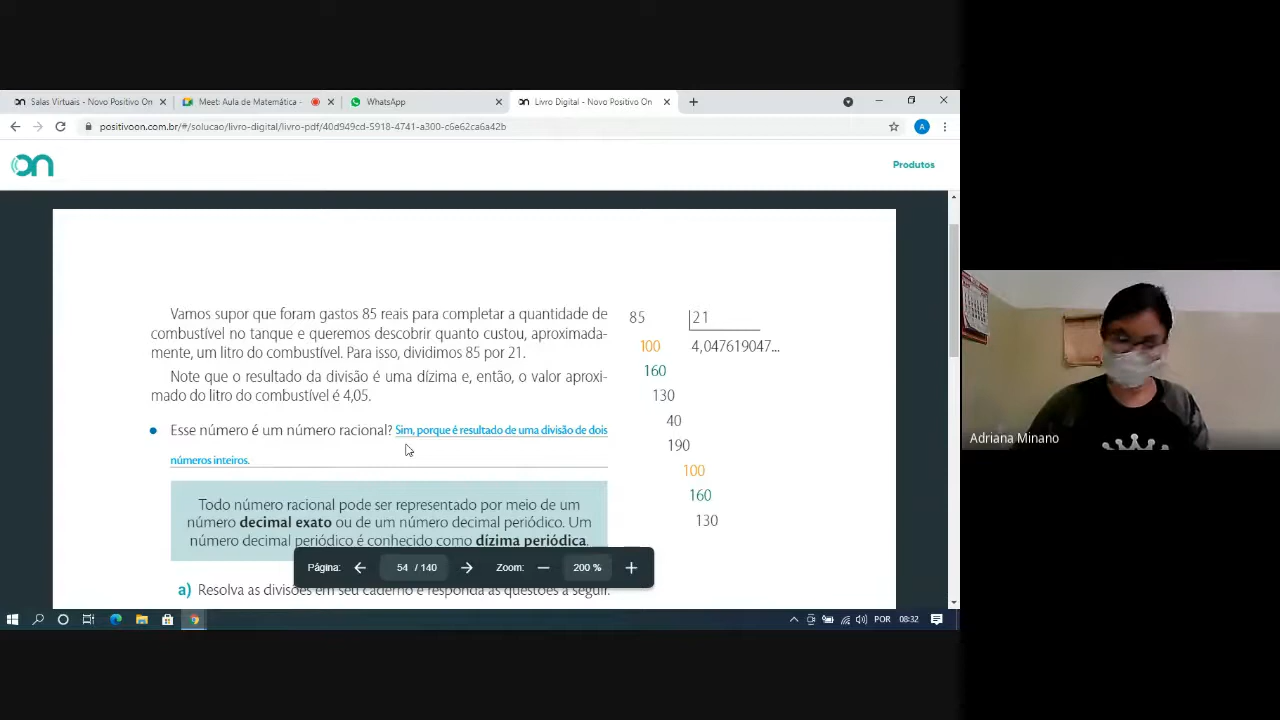 Salas Virtuais - Novo Positivo On
Meet: Aula de Matemática -
WhatsApp
Livro Digital - Novo Positivo On
positivoon.com.br/#/solucao/livro-digital/livro-pdf/40d949cd-5918-4741-a300-c6e62ca6a42b
A
on
Produtos
Vamos supor que foram gastos 85 reais para completar a quantidade de
combustível no tanque e queremos descobrir quanto custou, aproximada-
mente, um litro do combustível. Para isso, dividimos 85 por 21.
Note que o resultado da divisão é uma dízima e, então, o valor aproxi-
mado do litro do combustível é 4,05.
Esse número é um número racional? Sim, porque é resultado de uma divisão de dois
números inteiros.
Todo número racional pode ser representado por meio de um
número decimal exato ou de um número decimal periódico. Um
número decimal periódico é conhecido como dízima periódica.
a) Resolva as divisões em seu caderno e responda às questões a seguir.
85 21
100 4,047619047...
160
130
40
190
100
160
130
Página: 54 / 140 Zoom: 200 %
POR 08:32
Adriana Minano